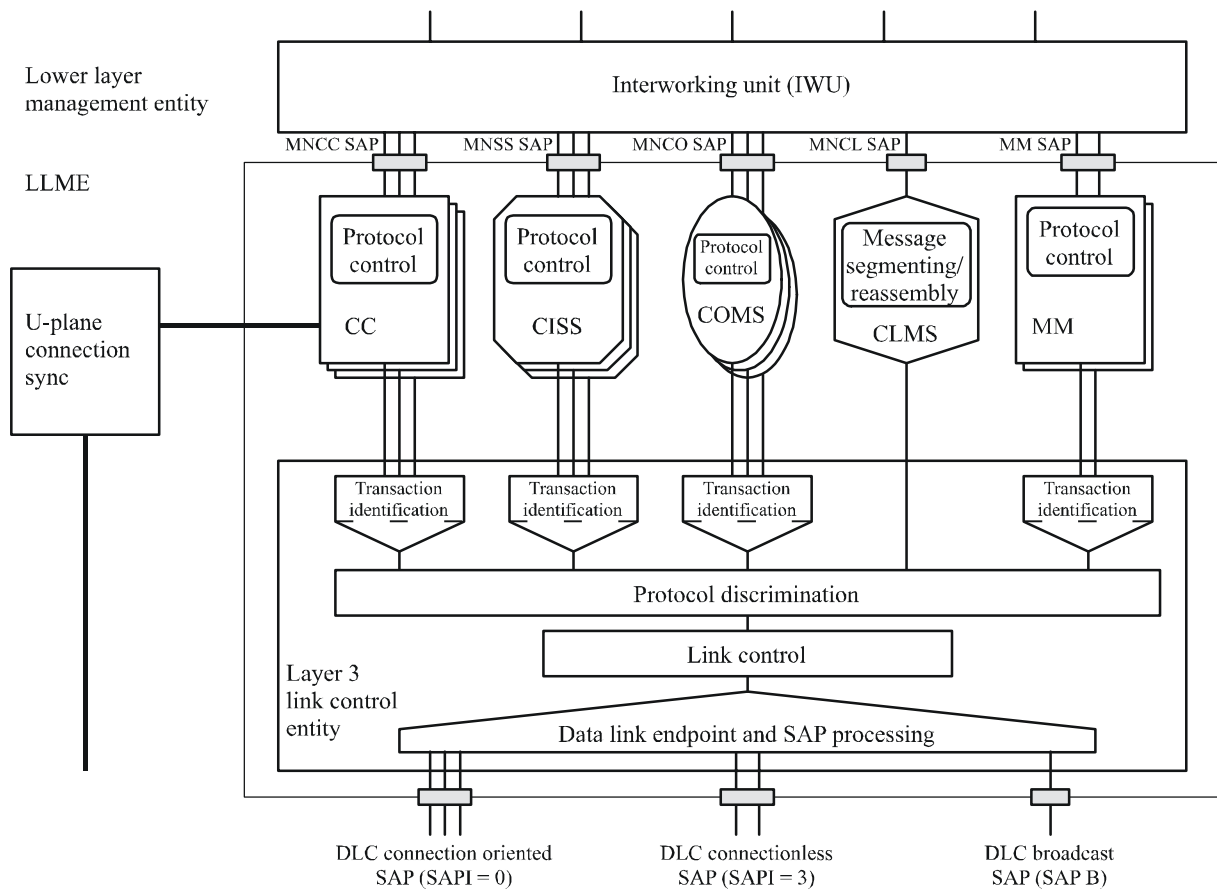 Lower layer
management entity
Interworking unit (IWU)
MNCC SAP
MNSS SAP
MNCO SAP
MNCL SAP
MM SAP
LLME
Protocol
control
CC
Protocol
control
CISS
Protocol
control
COMS
Message
segmenting/
reassembly
CLMS
Protocol
control
MM
U-plane
connection
sync
Transaction
identification
Transaction
identification
Transaction
identification
Transaction
identification
Protocol discrimination
Link control
Layer 3
link control
entity
Data link endpoint and SAP processing
DLC connection oriented
SAP (SAPI = 0)
DLC connectionless
SAP (SAPI = 3)
DLC broadcast
SAP (SAP B)